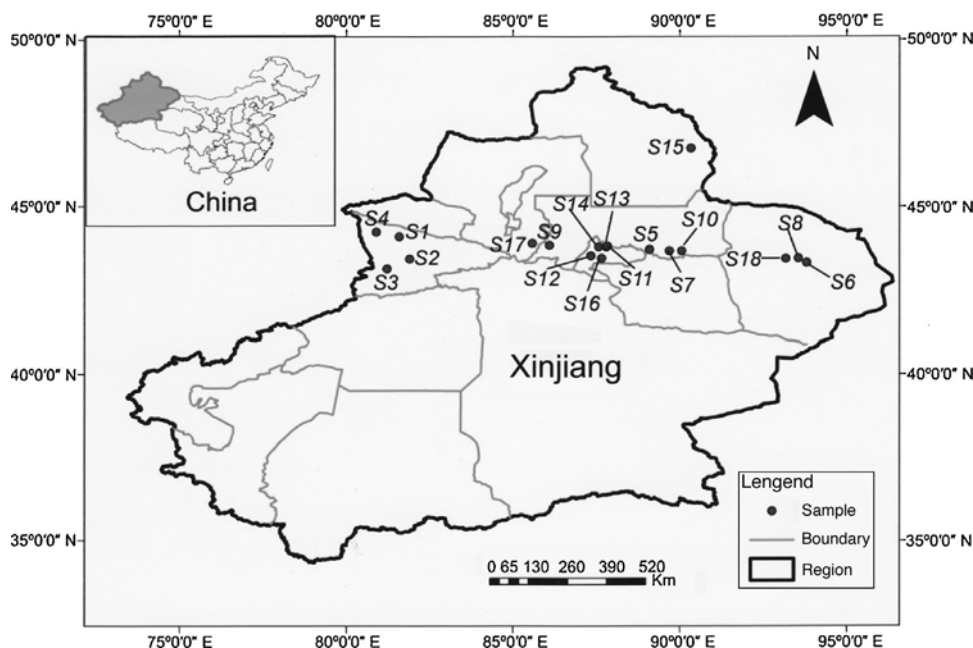 75°0'0" E 80°0'0" E 85°0'0" E 90°0'0" E 95°0'0" E
50°0'0" N 50°0'0" N
N
China
S15
45°0'0" N 45°0'0" N
S4 S1 S14 S13 S10 S8
S17 S9 S5
S2 S18
S3 S12 S11 S7 S6
S16
Xinjiang
40°0'0" N 40°0'0" N
Lengend
Sample
Boundary
Region
35°0'0" N 35°0'0" N
0 65 130 260 390 520
Km
75°0'0" E 80°0'0" E 85°0'0" E 90°0'0" E 95°0'0" E